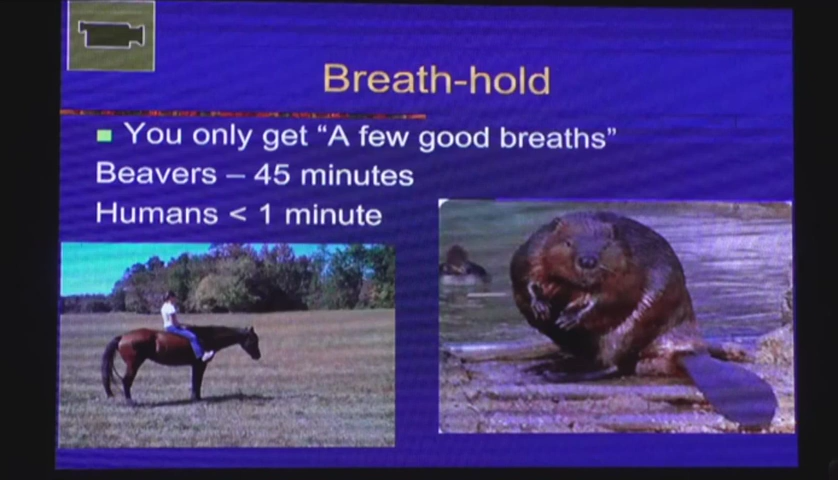 Breath-hold
You only get “A few good breaths”
Beavers – 45 minutes
Humans < 1 minute